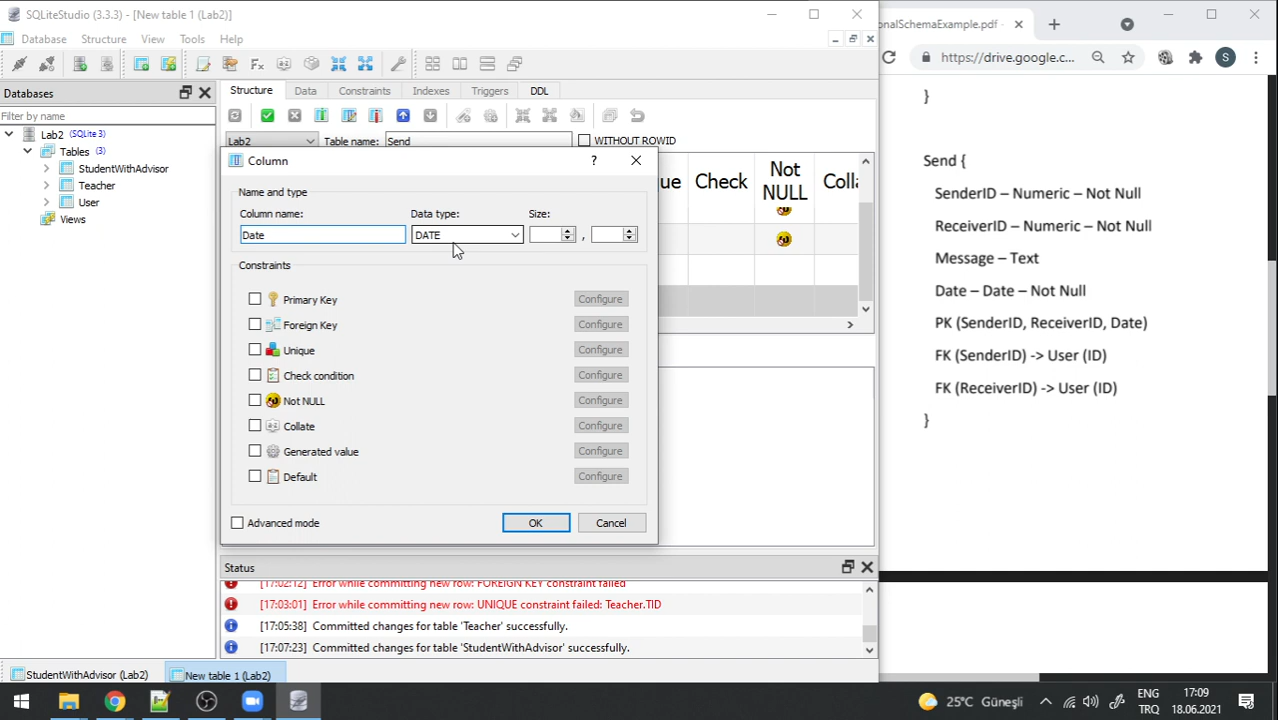 SQLiteStudio (3.3.3) - [New table 1 (Lab2)]
Database Structure View Tools Help
Databases
Filter by name
Lab2 (SQLite 3)
Tables (3)
StudentWithAdvisor
Teacher
User
Views
Structure Data Constraints Indexes Triggers DDL
Lab2 Table name: Send WITHOUT ROWID
Check Not NULL
Column
Name and type
Column name: Data type: Size:
Date DATE ,
Constraints
Primary Key Configure
Foreign Key Configure
Unique Configure
Check condition Configure
Not NULL Configure
Collate Configure
Generated value Configure
Default Configure
Advanced mode OK Cancel
Status
[17:02:12] Error while committing new row: FOREIGN KEY constraint failed
[17:03:01] Error while committing new row: UNIQUE constraint failed: Teacher.TID
[17:05:38] Committed changes for table 'Teacher' successfully.
[17:07:23] Committed changes for table 'StudentWithAdvisor' successfully.
StudentWithAdvisor (Lab2) New table 1 (Lab2)
onalSchemaExample.pdf -
https://drive.google.c... S
}
Send {
SenderID – Numeric – Not Null
ReceiverID – Numeric – Not Null
Message – Text
Date – Date – Not Null
PK (SenderID, ReceiverID, Date)
FK (SenderID) -> User (ID)
FK (ReceiverID) -> User (ID)
}
25°C Güneşli ENG TRQ 17:09 18.06.2021